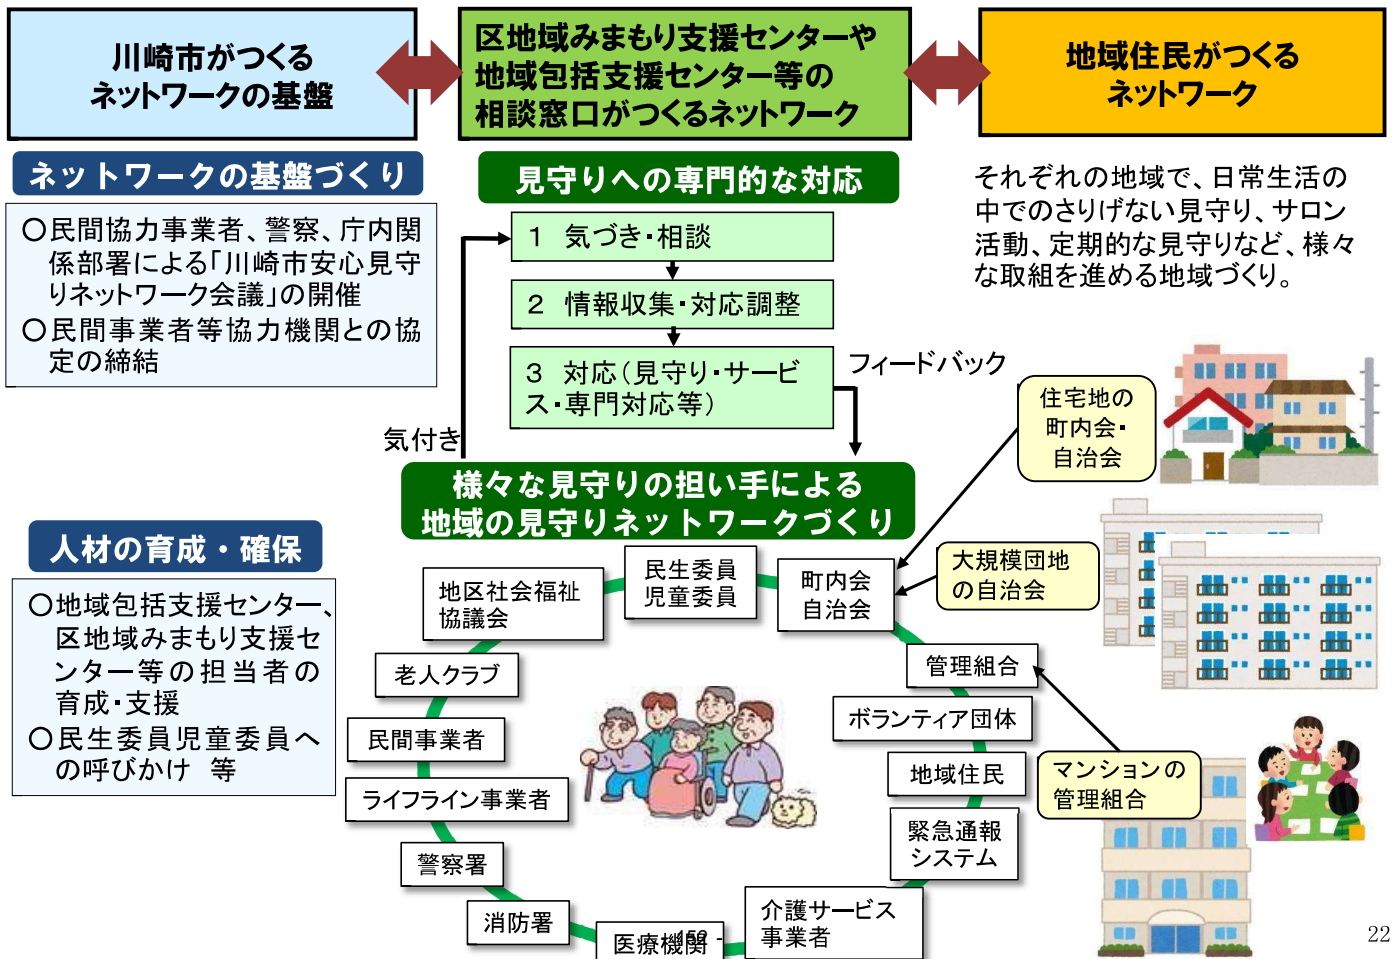 川崎市がつくる
ネットワークの基盤
区地域みまもり支援センターや
地域包括支援センター等の
相談窓口がつくるネットワーク
地域住民がつくる
ネットワーク
ネットワークの基盤づくり
○民間協力事業者、警察、庁内関
係部署による「川崎市安心見守
りネットワーク会議」の開催
○民間事業者等協力機関との協
定の締結
見守りへの専門的な対応
1 気づき・相談
2 情報収集・対応調整
3 対応(見守り・サービ
ス・専門対応等)
フィードバック
気付き
それぞれの地域で、日常生活の
中でのさりげない見守り、サロン
活動、定期的な見守りなど、様々
な取組を進める地域づくり。
様々な見守りの担い手による
地域の見守りネットワークづくり
人材の育成・確保
○地域包括支援センター、
区地域みまもり支援セ
ンター等の担当者の
育成・支援
○民生委員児童委員へ
の呼びかけ 等
住宅地の
町内会・
自治会
大規模団地
の自治会
マンションの
管理組合
民生委員
児童委員
町内会
自治会
地区社会福祉
協議会
管理組合
老人クラブ
ボランティア団体
民間事業者
地域住民
ライフライン事業者
緊急通報
システム
警察署
消防署
介護サービス
事業者
医療機関
22